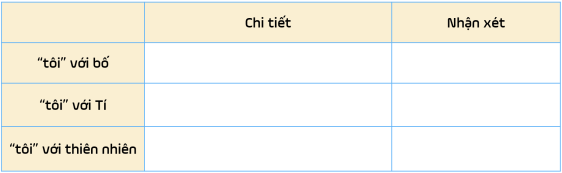 Chi tiết
Nhận xét
“tôi” với bố
“tôi” với Tí
“tôi” với thiên nhiên